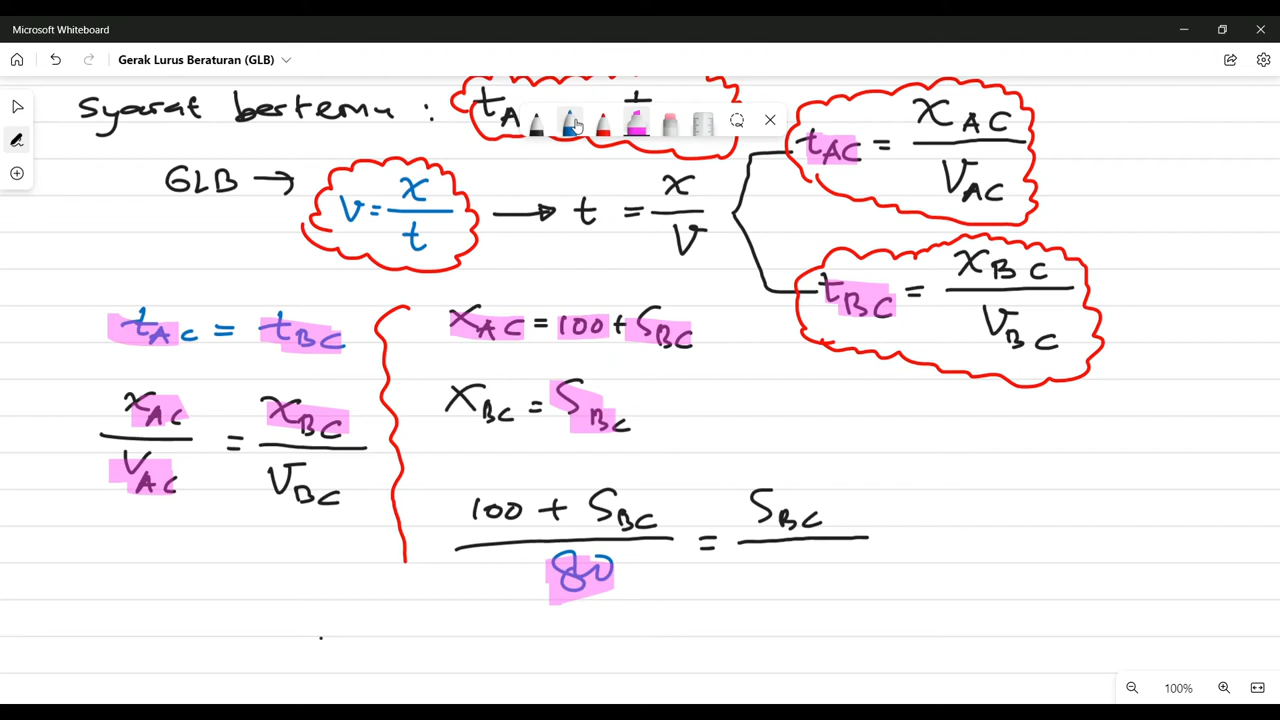 Microsoft Whiteboard
Gerak Lurus Beraturan (GLB)
Syarat bertemu : tA
tAC = xAC / VAC
GLB → V = x / t → t = x / V
tBC = xBC / VBC
tAC = tBC
xAC = 100 + SBC
xAC / VAC = xBC / VBC
xBC = SBC
100 + SBC / 80 = SBC
100%